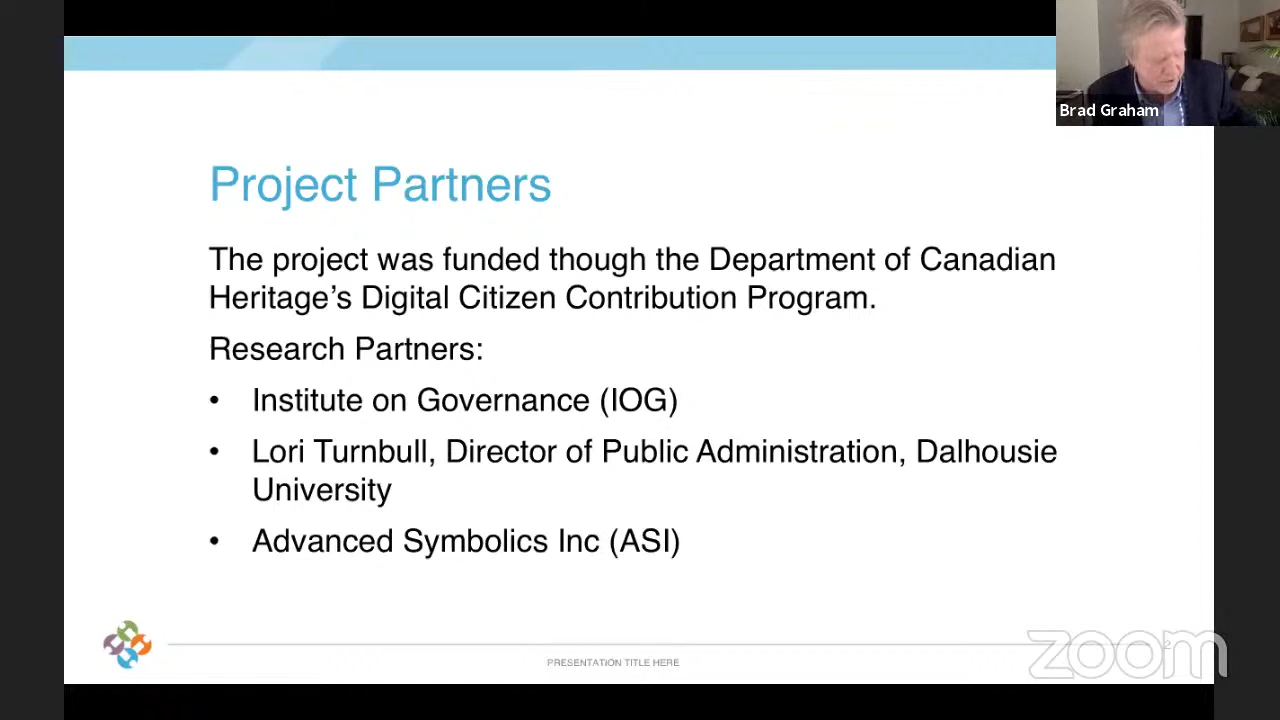 Brad Graham
Project Partners
The project was funded though the Department of Canadian
Heritage’s Digital Citizen Contribution Program.
Research Partners:
• Institute on Governance (IOG)
• Lori Turnbull, Director of Public Administration, Dalhousie
University
• Advanced Symbolics Inc (ASI)
PRESENTATION TITLE HERE
2
zoom